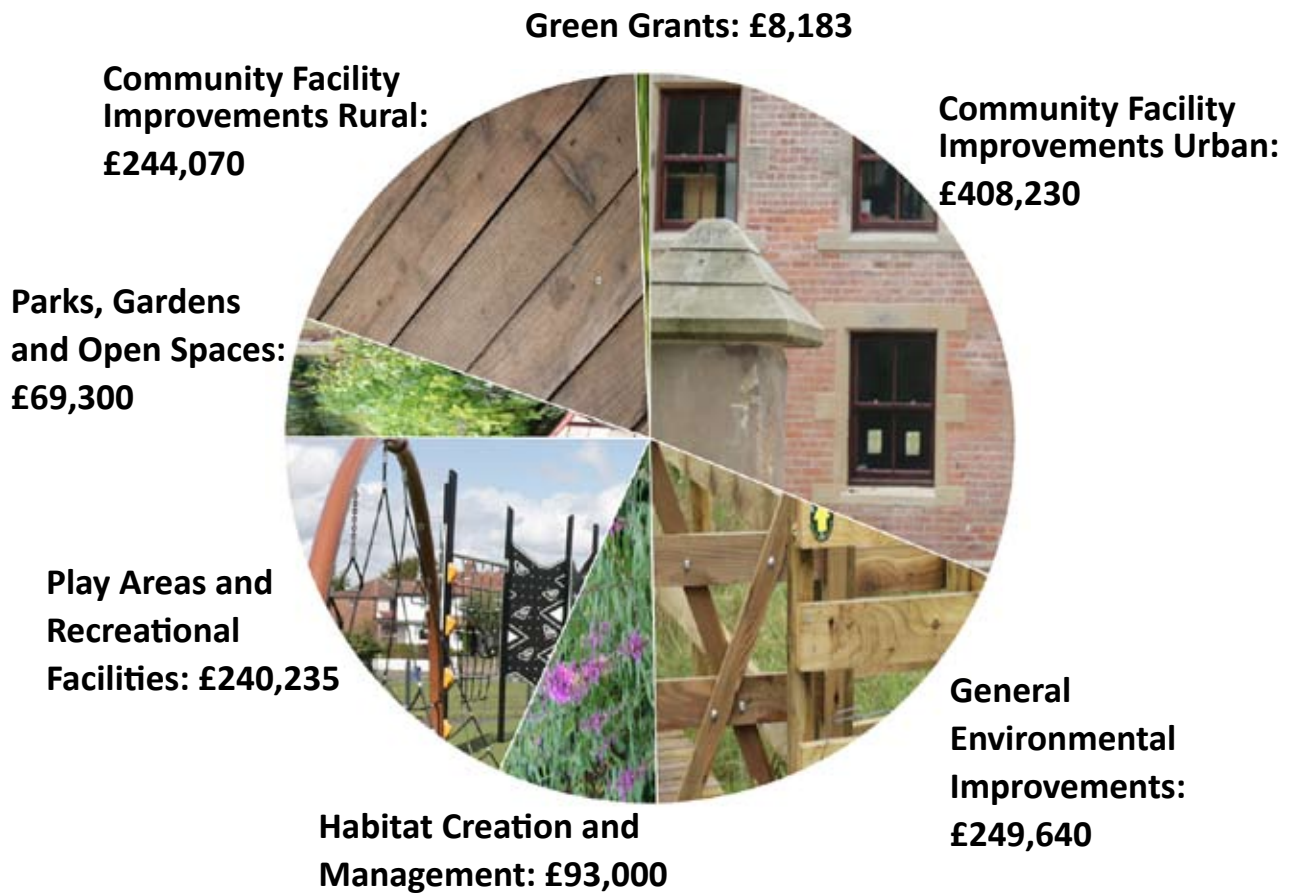 Green Grants: £8,183
Community Facility
Improvements Urban:
£408,230
General
Environmental
Improvements:
£249,640
Habitat Creation and
Management: £93,000
Play Areas and
Recreational
Facilities: £240,235
Parks, Gardens
and Open Spaces:
£69,300
Community Facility
Improvements Rural:
£244,070